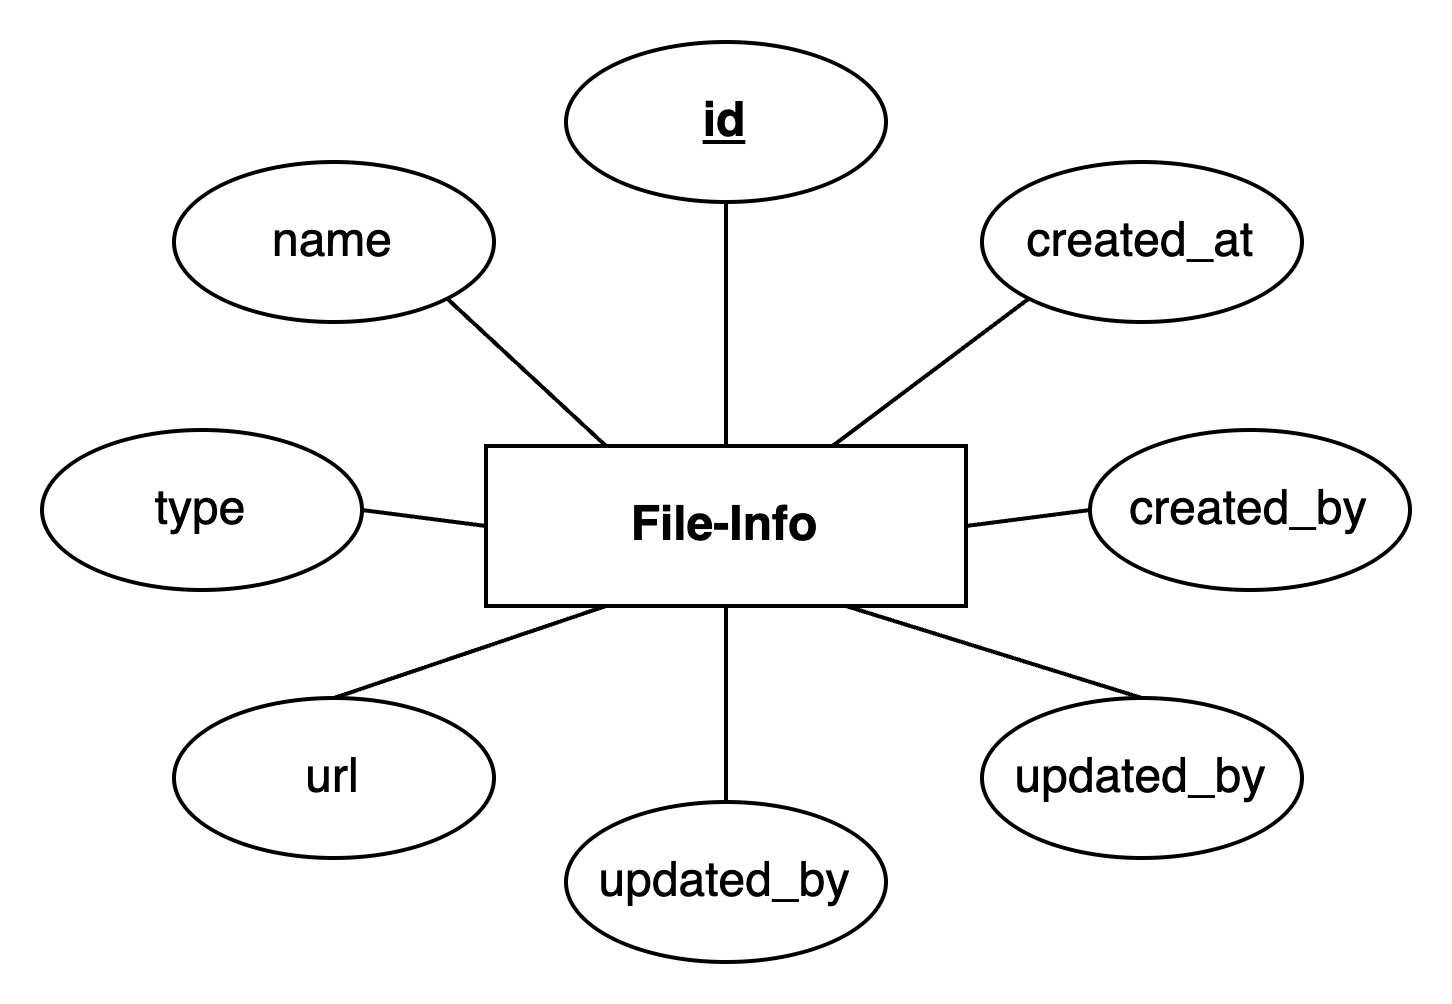 id
name
created_at
type
File-Info
created_by
url
updated_by
updated_by